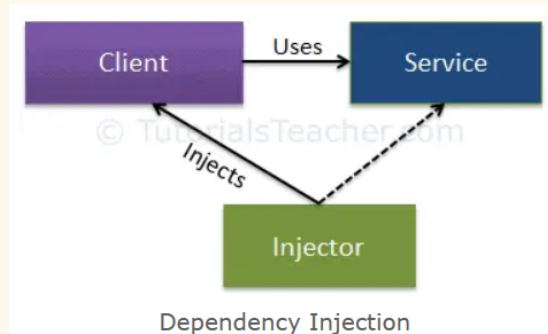 Uses
Client
Service
© TutorialsTeacher.com
Injects
Injector
Dependency Injection